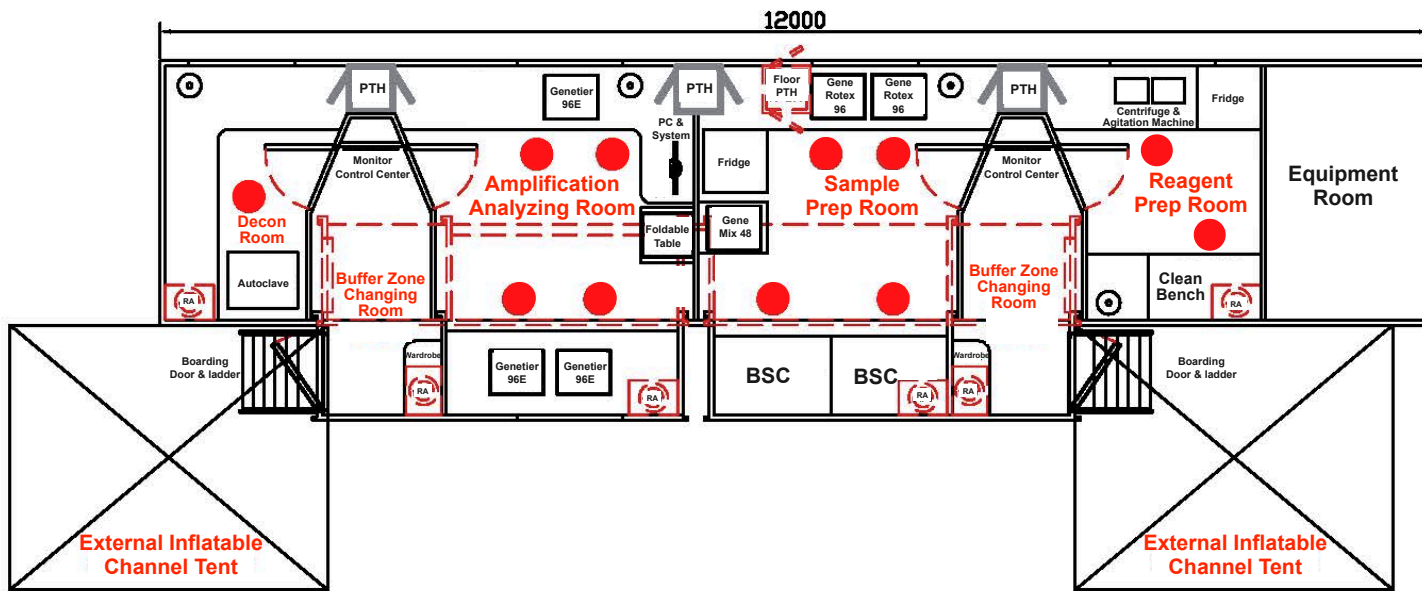 12000
PTH
Genetier
96E
PTH
Floor
PTH
Gene
Rotex
96
Gene
Rotex
96
PTH
Centrifuge &
Agitation Machine
Fridge
PC &
System
Monitor
Control Center
Amplification
Analyzing Room
Fridge
Sample
Prep Room
Monitor
Control Center
Reagent
Prep Room
Equipment
Room
Decon
Room
Foldable
Table
Gene
Mix 48
Autoclave
Buffer Zone
Changing
Room
Buffer Zone
Changing
Room
Clean
Bench
RA
RA
Boarding
Door & ladder
Wardrobe
RA
Genetier
96E
Genetier
96E
RA
BSC
BSC
RA
Wardrobe
RA
Boarding
Door & ladder
External Inflatable
Channel Tent
External Inflatable
Channel Tent